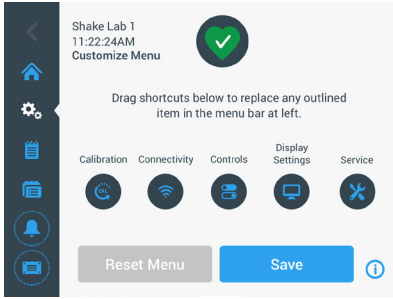 Shake Lab 1
11:22:24AM
Customize Menu
Drag shortcuts below to replace any outlined
item in the menu bar at left.
Calibration
Connectivity
Controls
Display
Settings
Service
CAL
Reset Menu
Save
i